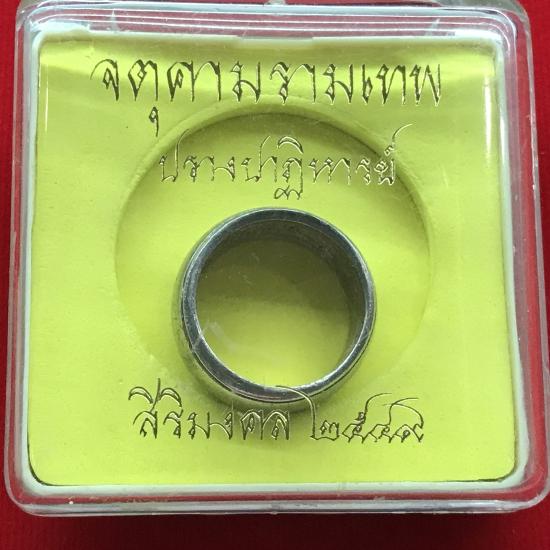 จตุคามรามเทพ
ปรางปาฏิหารย์
สิริมงคล ๒๕๔๙